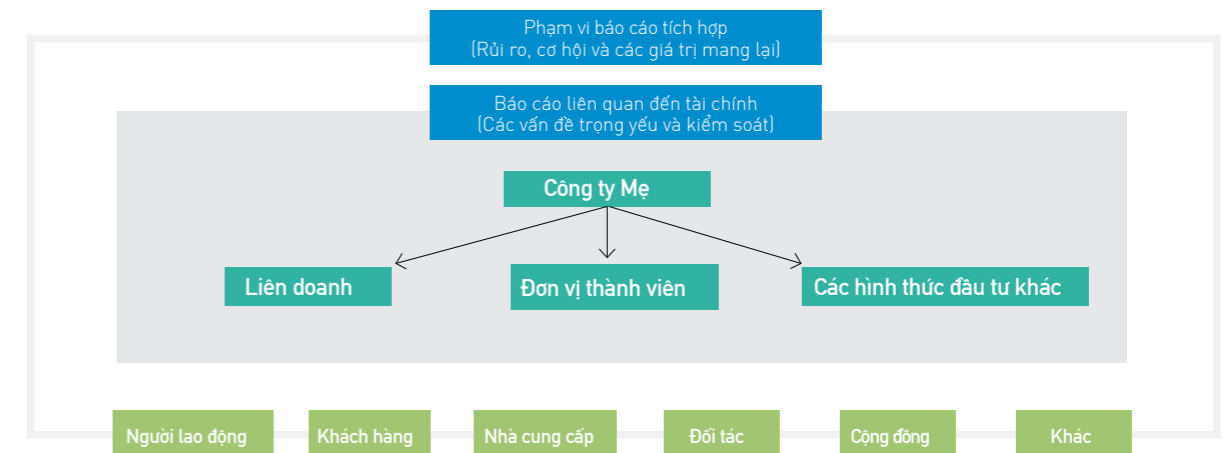 Phạm vi báo cáo tích hợp
(Rủi ro, cơ hội và các giá trị mang lại)
Báo cáo liên quan đến tài chính
(Các vấn đề trọng yếu và kiểm soát)
Công ty Mẹ
Liên doanh
Đơn vị thành viên
Các hình thức đầu tư khác
Người lao động
Khách hàng
Nhà cung cấp
Đối tác
Cộng đông
Khác